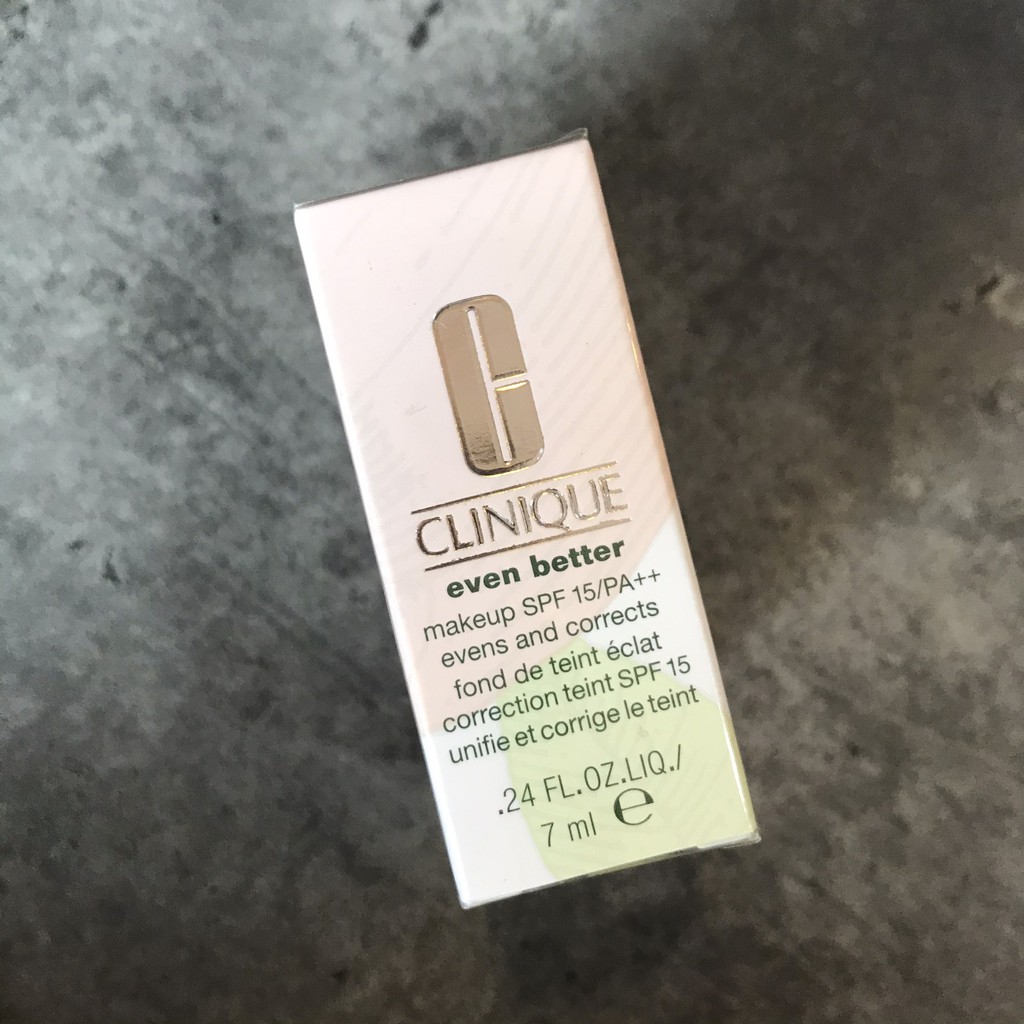 C
CLINIQUE
even better
makeup SPF 15/PA++
evens and corrects
fond de teint éclat
correction teint SPF 15
unifie et corrige le teint
.24 FL.OZ.LIQ./
7 ml ℮